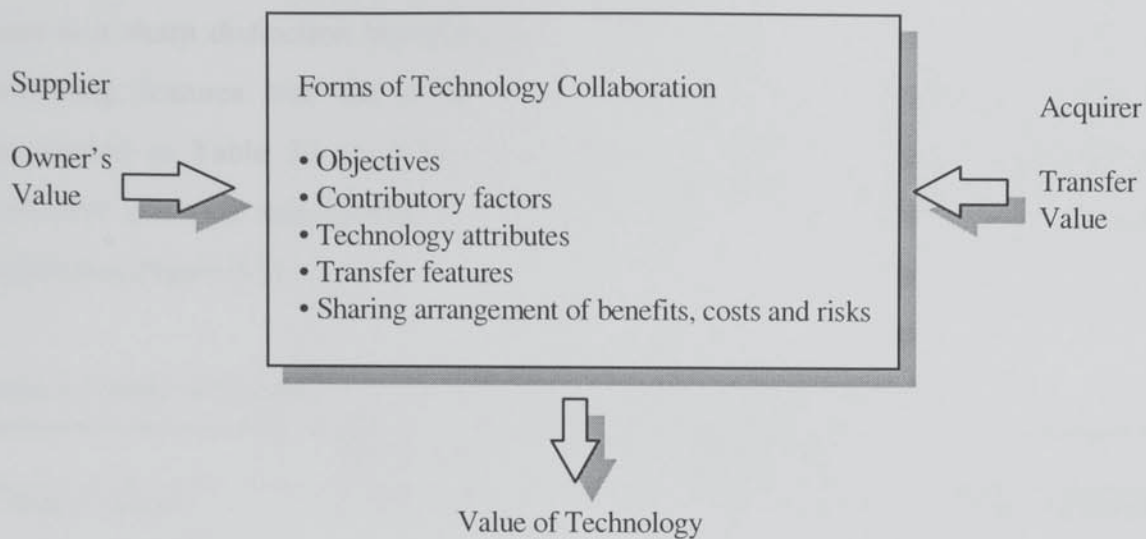 Supplier
Owner's
Value
Forms of Technology Collaboration
• Objectives
• Contributory factors
• Technology attributes
• Transfer features
• Sharing arrangement of benefits, costs and risks
Acquirer
Transfer
Value
Value of Technology